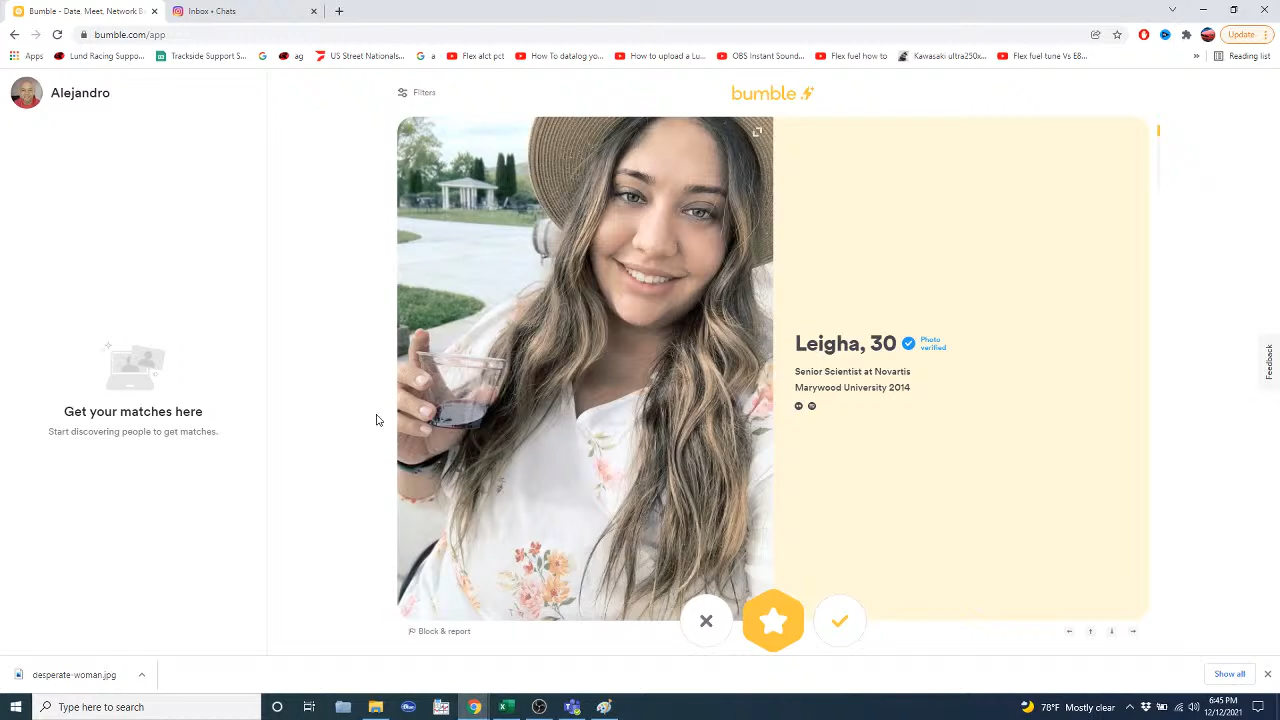 Bumble - Date, Meet, Network B
Inbox + Chats
bumble.com/app
Update
Apps
Lund Racing Suppo...
Trackside Support S...
ag
US Street Nationals...
a
Flex alct pct
How To datalog yo...
How to upload a Lu...
OBS Instant Sound...
Flex fuel how to
Kawasaki ultra250x...
Flex fuel tune Vs E8...
»
Reading list
Alejandro
Filters
bumble
Leigha, 30
Photo
verified
Senior Scientist at Novartis
Marywood University 2014
Get your matches here
Start discovering people to get matches.
Feedback
Block & report
desperate-woman.jpg
Show all
Type here to search
78°F Mostly clear
6:45 PM
12/12/2021